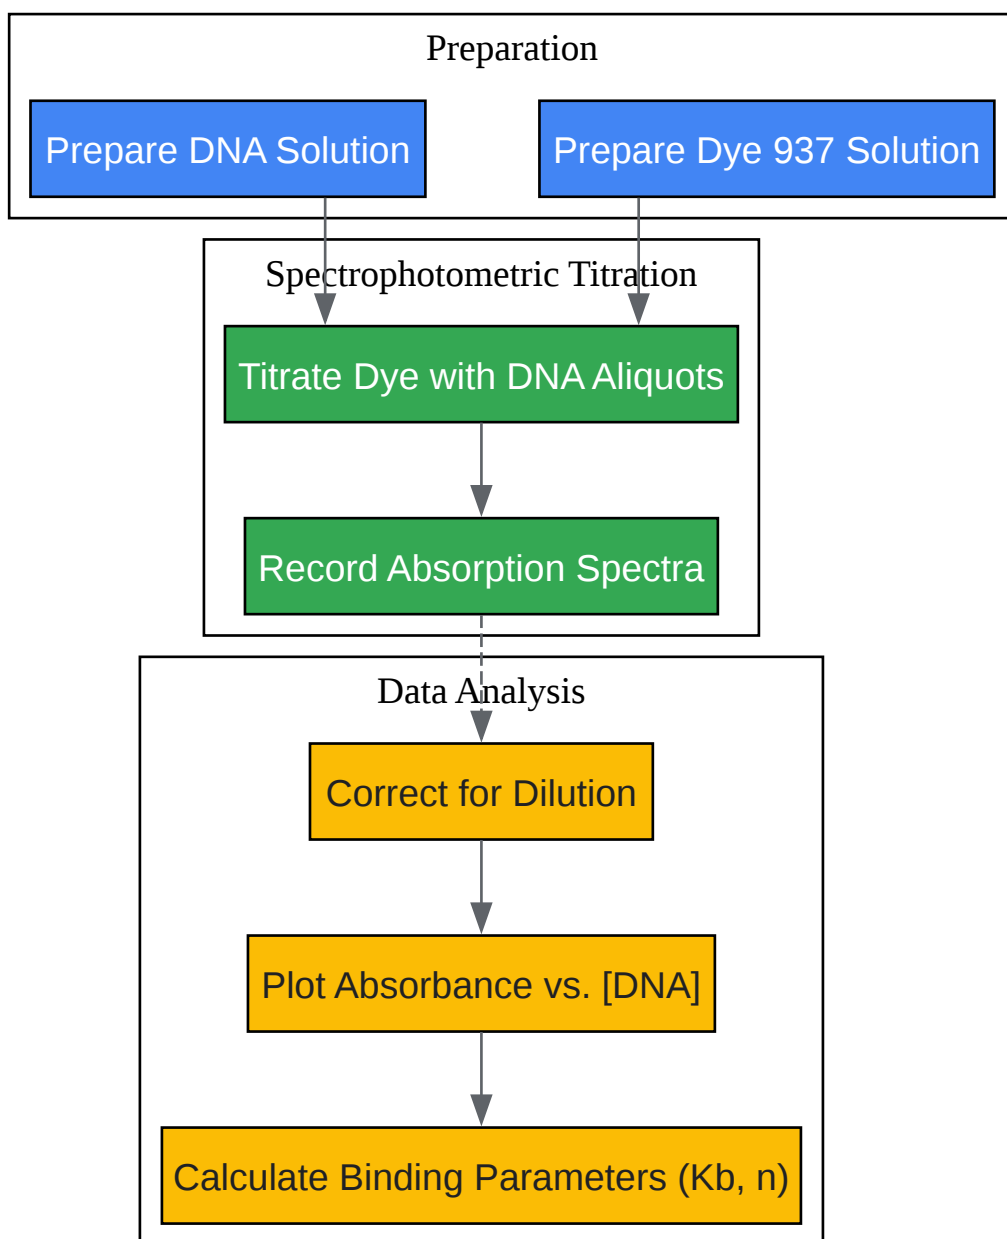 Preparation
Prepare DNA Solution
Prepare Dye 937 Solution
Spectrophotometric Titration
Titrate Dye with DNA Aliquots
Record Absorption Spectra
Data Analysis
Correct for Dilution
Plot Absorbance vs. [DNA]
Calculate Binding Parameters (Kb, n)